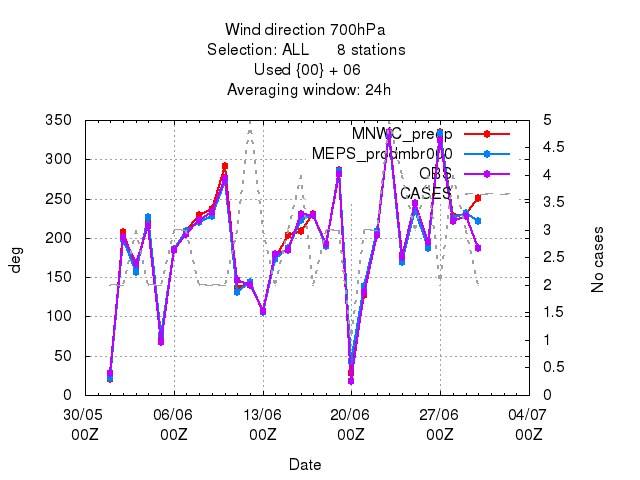 Wind direction 700hPa
Selection: ALL 8 stations
Used {00} + 06
Averaging window: 24h
350
300
250
200
150
100
50
0
deg
5
4.5
4
3.5
3
2.5
2
1.5
1
0.5
0
No cases
MNWC_preop
MEPS_prodmbr000
OBS
CASES
30/05 06/06 13/06 20/06 27/06 04/07
00Z 00Z 00Z 00Z 00Z 00Z
Date